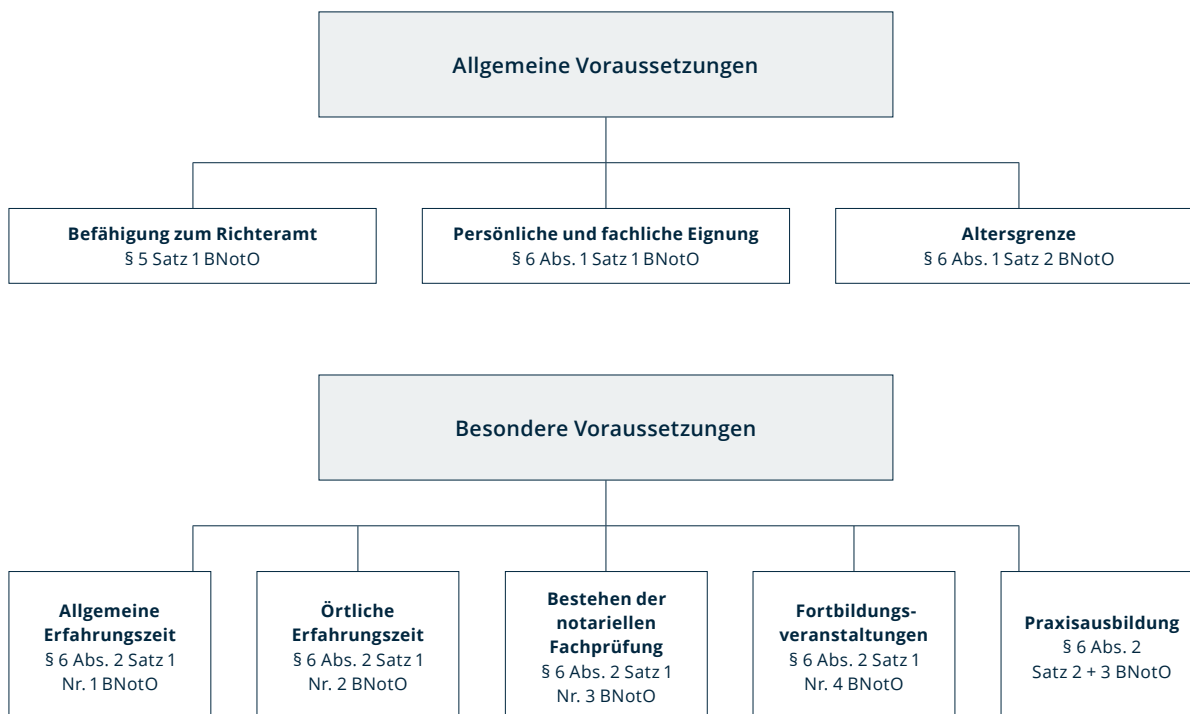 Allgemeine Voraussetzungen
Befähigung zum Richteramt
§ 5 Satz 1 BNotO
Persönliche und fachliche Eignung
§ 6 Abs. 1 Satz 1 BNotO
Altersgrenze
§ 6 Abs. 1 Satz 2 BNotO
Besondere Voraussetzungen
Allgemeine
Erfahrungszeit
§ 6 Abs. 2 Satz 1
Nr. 1 BNotO
Örtliche
Erfahrungszeit
§ 6 Abs. 2 Satz 1
Nr. 2 BNotO
Bestehen der
notariellen
Fachprüfung
§ 6 Abs. 2 Satz 1
Nr. 3 BNotO
Fortbildungs-
veranstaltungen
§ 6 Abs. 2 Satz 1
Nr. 4 BNotO
Praxisausbildung
§ 6 Abs. 2
Satz 2 + 3 BNotO